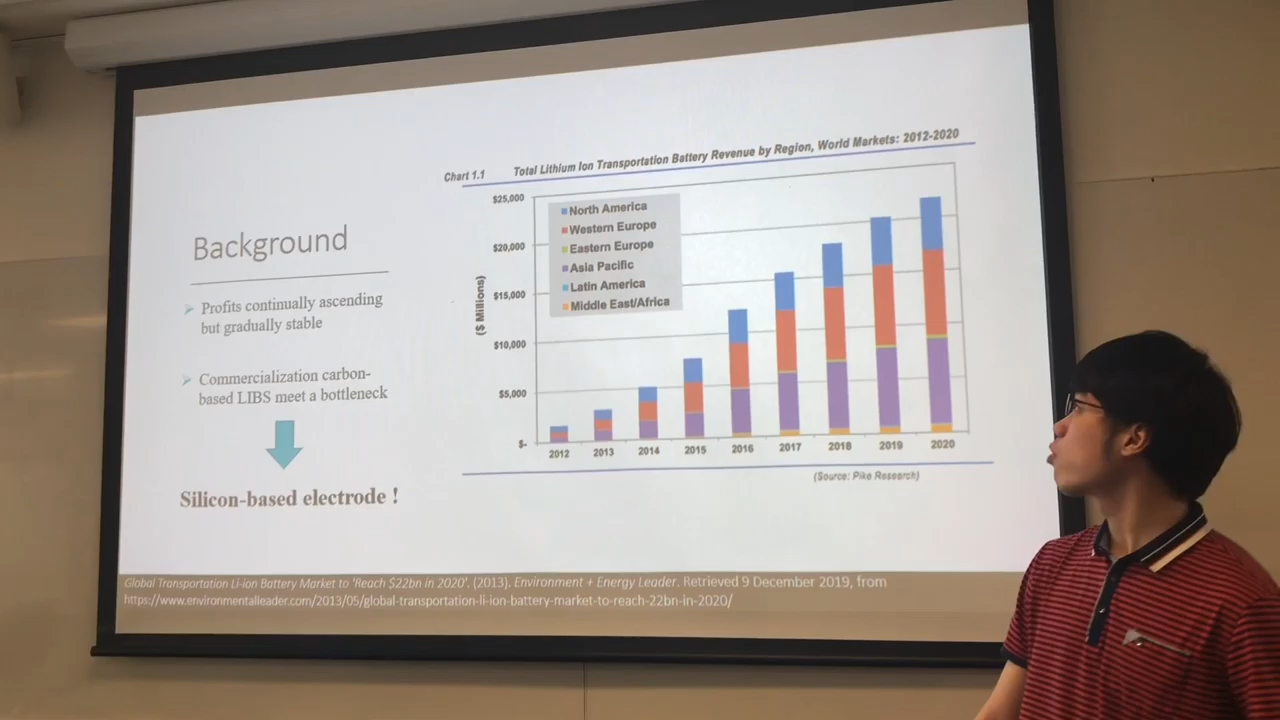 Background
Profits continually ascending
but gradually stable
Commercialization carbon-
based LIBS meet a bottleneck
Silicon-based electrode !
Chart 1.1 Total Lithium Ion Transportation Battery Revenue by Region, World Markets: 2012-2020
($ Millions)
$25,000
$20,000
$15,000
$10,000
$5,000
$-
North America
Western Europe
Eastern Europe
Asia Pacific
Latin America
Middle East/Africa
2012 2013 2014 2015 2016 2017 2018 2019 2020
(Source: Pike Research)
Global Transportation Li-ion Battery Market to 'Reach $22bn in 2020'. (2013). Environment + Energy Leader. Retrieved 9 December 2019, from
https://www.environmentalleader.com/2013/05/global-transportation-li-ion-battery-market-to-reach-22bn-in-2020/